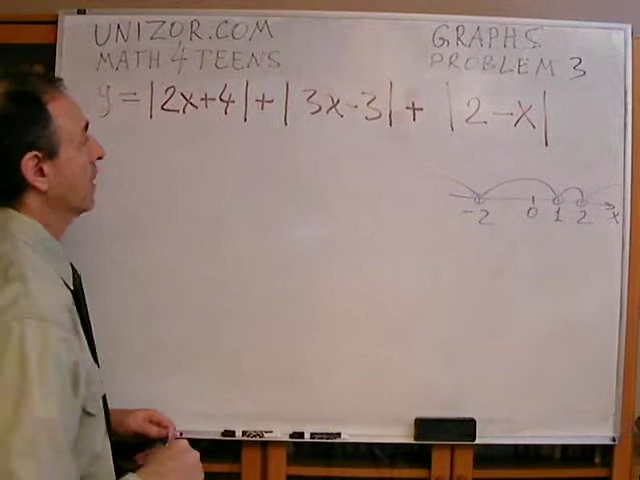 UNIZOR.COM
MATH 4 TEENS
GRAPHS
PROBLEM 3
y = |2x+4| + |3x-3| + |2-x|
-2 0 1 2 x